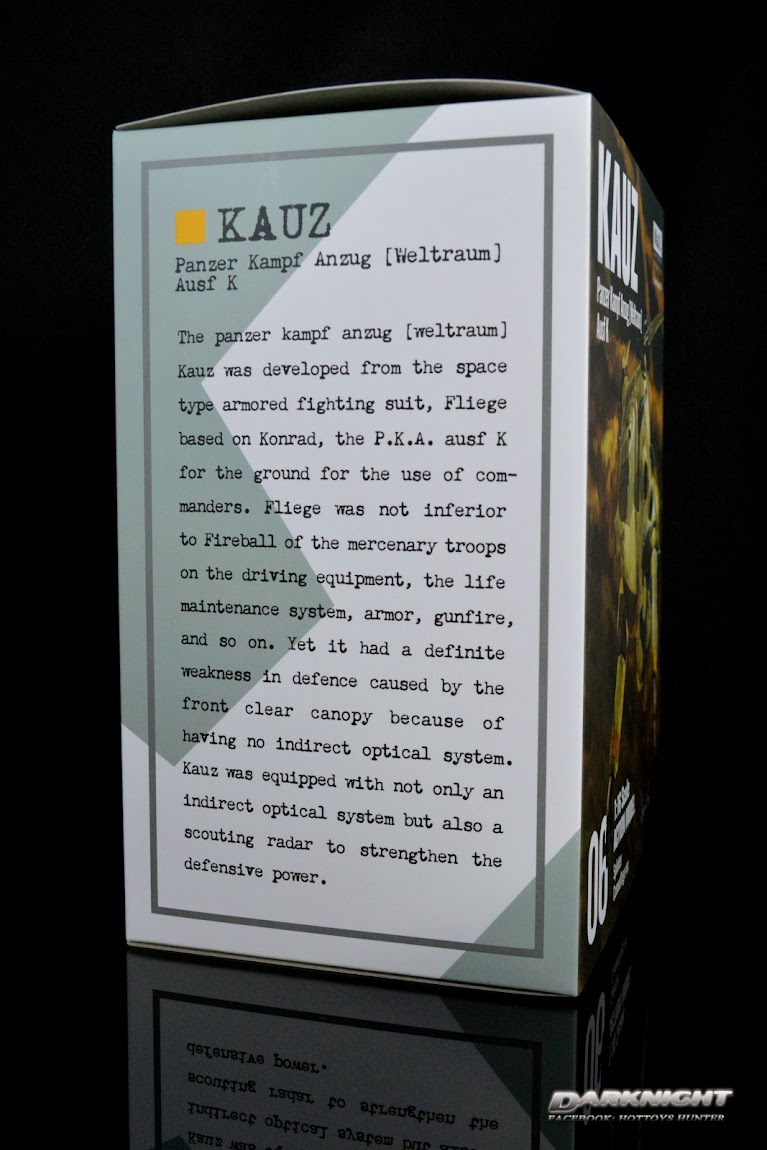 KAUZ
Panzer Kampf Anzug [Weltraum]
Ausf K
The panzer kampf anzug [weltraum]
Kauz was developed from the space
type armored fighting suit, Fliege
based on Konrad, the P.K.A. ausf K
for the ground for the use of com-
manders. Fliege was not inferior
to Fireball of the mercenary troops
on the driving equipment, the life
maintenance system, armor, gunfire,
and so on. Yet it had a definite
weakness in defence caused by the
front clear canopy because of
having no indirect optical system.
Kauz was equipped with not only an
indirect optical system but also a
scouting radar to strengthen the
defensive power.
KAUZ
Panzer Kampf Anzug [Weltraum]
Ausf K
06
DARKNIGHT
FACEBOOK: HOTTOYS HUNTER